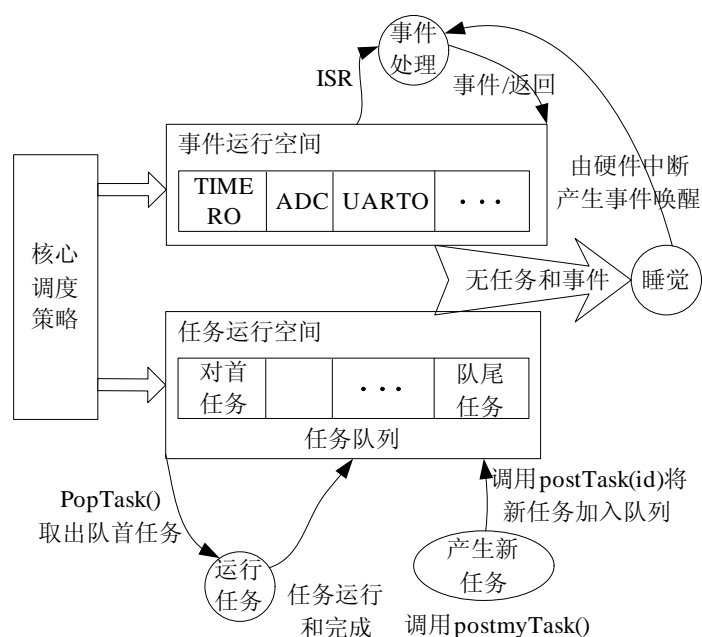 事件
处理
ISR
事件/返回
事件运行空间
TIME
RO
ADC
UARTO
···
由硬件中断
产生事件唤醒
核心
调度
策略
无任务和事件
睡觉
任务运行空间
对首
任务
···
队尾
任务
任务队列
PopTask()
取出队首任务
调用postTask(id)将
新任务加入队列
运行
任务
任务运行
和完成
产生新
任务
调用postmyTask()